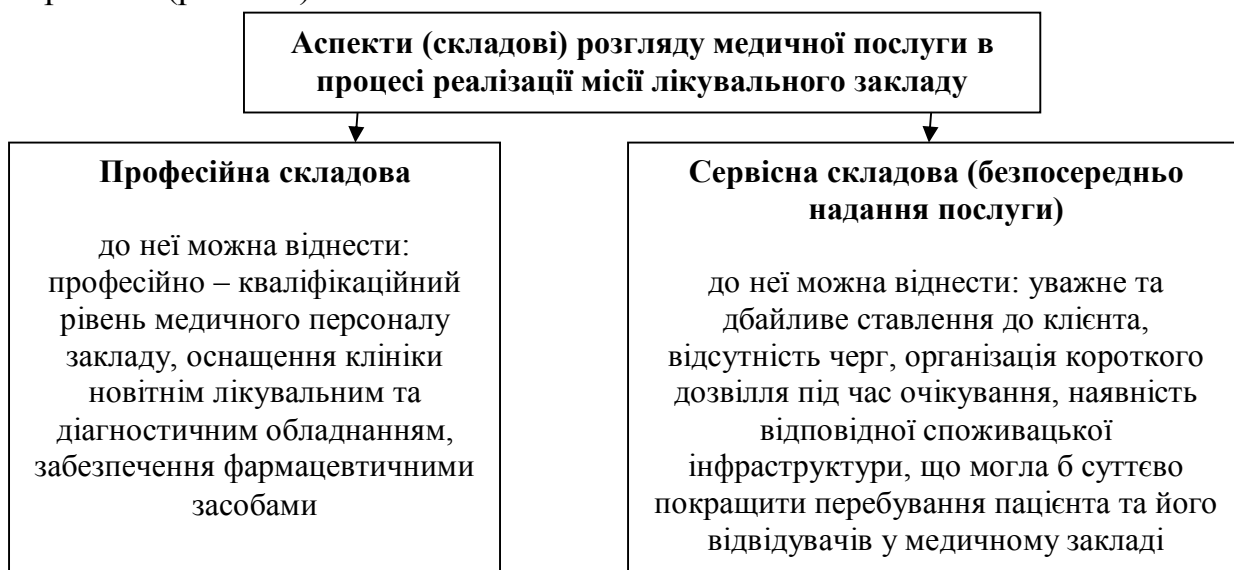 Аспекти (складові) розгляду медичної послуги в
процесі реалізації місії лікувального закладу
Професійна складова
до неї можна віднести:
професійно – кваліфікаційний
рівень медичного персоналу
закладу, оснащення клініки
новітнім лікувальним та
діагностичним обладнанням,
забезпечення фармацевтичними
засобами
Сервісна складова (безпосередньо
надання послуги)
до неї можна віднести: уважне та
дбайливе ставлення до клієнта,
відсутність черг, організація короткого
дозвілля під час очікування, наявність
відповідної споживацької
інфраструктури, що могла б суттєво
покращити перебування пацієнта та його
відвідувачів у медичному закладі